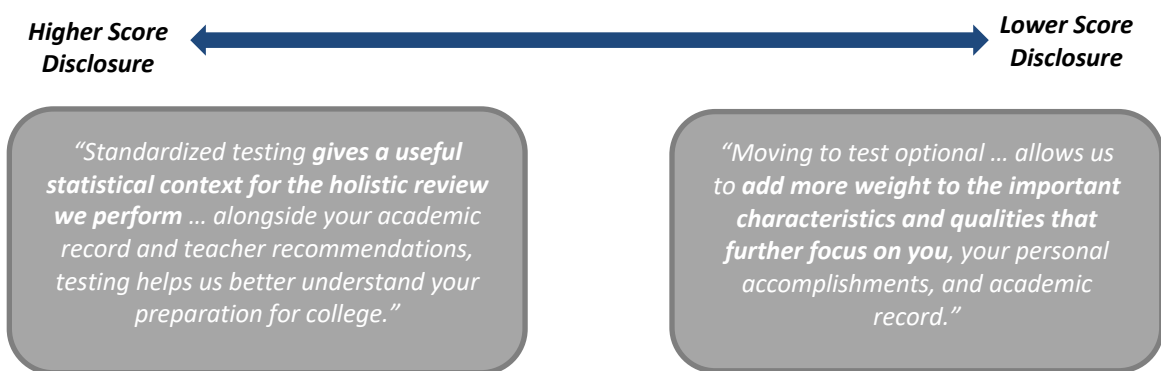 Higher Score
Disclosure
Lower Score
Disclosure
“Standardized testing gives a useful
statistical context for the holistic review
we perform … alongside your academic
record and teacher recommendations,
testing helps us better understand your
preparation for college.”
“Moving to test optional … allows us
to add more weight to the important
characteristics and qualities that
further focus on you, your personal
accomplishments, and academic
record.”